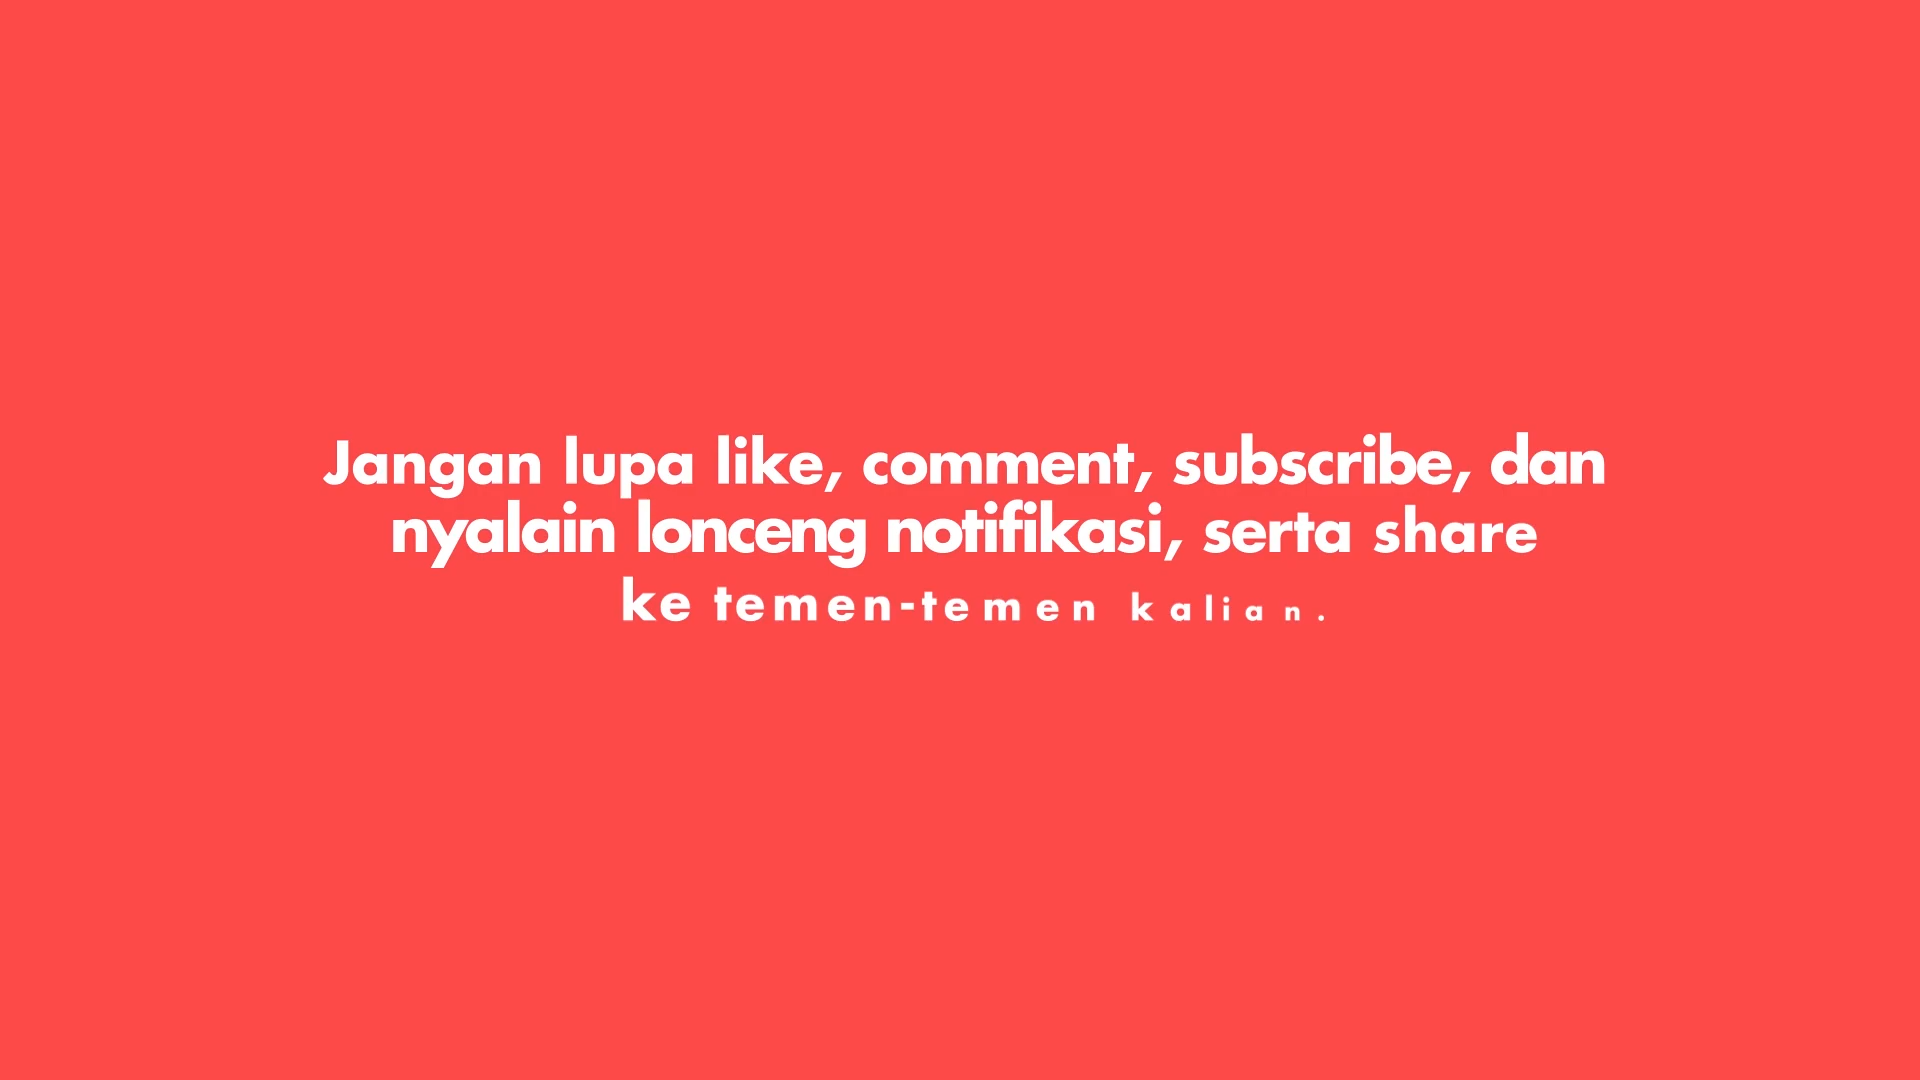 Jangan lupa like, comment, subscribe, dan
nyalain lonceng notifikasi, serta share
ke temen-temen kalian.